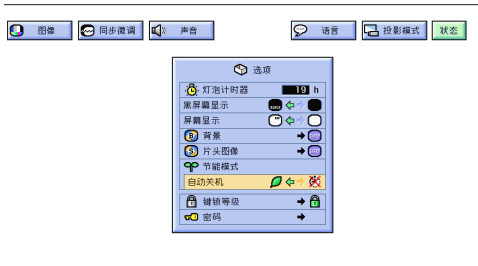 图像 同步微调 声音 语言 投影模式 状态
选项
灯泡计时器 19 h
黑屏幕显示
屏幕显示
背景
片头图像
节能模式
自动关机
键锁等级
密码